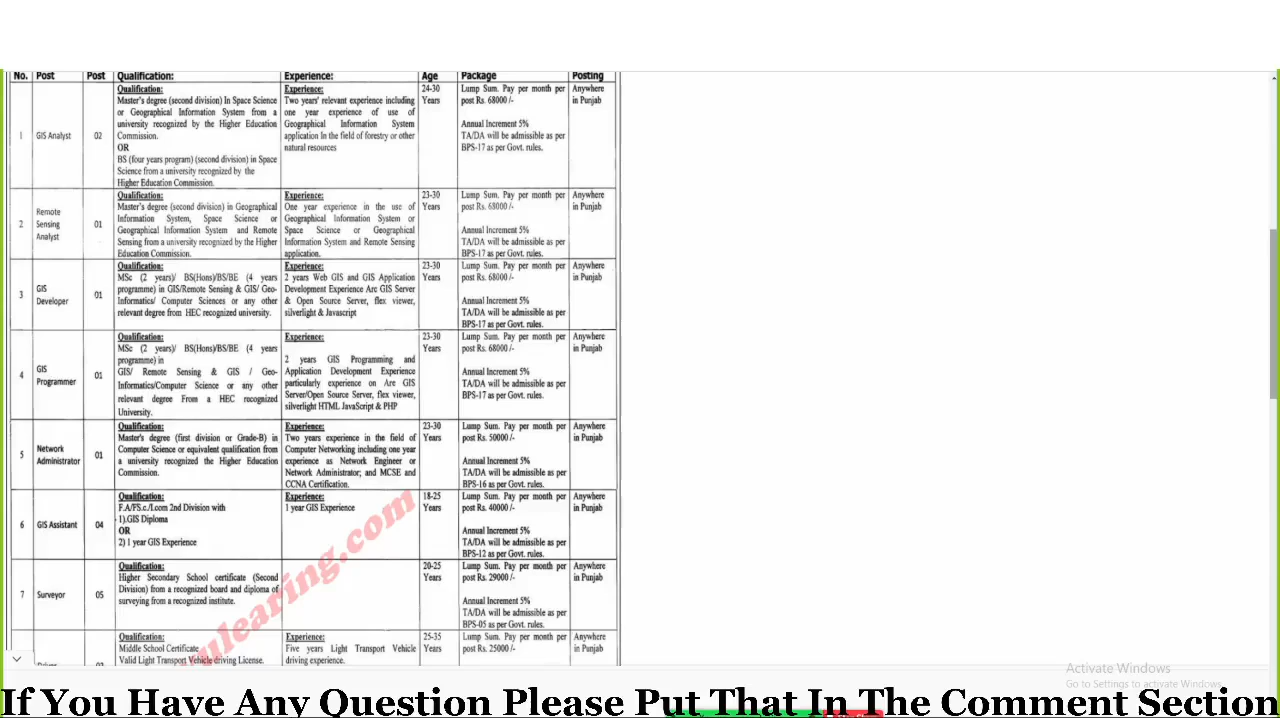 No. Post Post Qualification: Experience: Age Package Posting
1 GIS Analyst 02
Qualification:
Master's degree (second division) In Space Science
or Geographical Information System from a
university recognized by the Higher Education
Commission.
OR
BS (four years program) (second division) in Space
Science from a university recognized by the
Higher Education Commission.
Experience:
Two years' relevant experience including
one year experience of use of
Geographical Information System
application In the field of forestry or other
natural resources
24-30
Years
Lump Sum. Pay per month per
post Rs. 68000 /-
Annual Increment 5%
TA/DA will be admissible as per
BPS-17 as per Govt. rules.
Anywhere
in Punjab
2 Remote
Sensing
Analyst
01
Qualification:
Master's degree (second division) in Geographical
Information System, Space Science or
Geographical Information System and Remote
Sensing from a university recognized by the Higher
Education Commission.
Experience:
One year experience in the use of
Geographical Information System or
Space Science or Geographical
Information System and Remote Sensing
application.
23-30
Years
Lump Sum. Pay per month per
post Rs. 68000 /-
Annual Increment 5%
TA/DA will be admissible as per
BPS-17 as per Govt. rules.
Anywhere
in Punjab
3 GIS
Developer
01
Qualification:
MSc (2 years)/ BS(Hons)/BS/BE (4 years
programme) in GIS/Remote Sensing & GIS/ Geo-
Informatics/ Computer Sciences or any other
relevant degree from HEC recognized university.
Experience:
2 years Web GIS and GIS Application
Development Experience Arc GIS Server
& Open Source Server, flex viewer,
silverlight & Javascript
23-30
Years
Lump Sum. Pay per month per
post Rs. 68000 /-
Annual Increment 5%
TA/DA will be admissible as per
BPS-17 as per Govt. rules.
Anywhere
in Punjab
4 GIS
Programmer
01
Qualification:
MSc (2 years)/ BS(Hons)/BS/BE (4 years
programme) in
GIS/ Remote Sensing & GIS / Geo-
Informatics/Computer Science or any other
relevant degree From a HEC recognized
University.
Experience:
2 years GIS Programming and
Application Development Experience
particularly experience on Arc GIS
Server/Open Source Server, flex viewer,
silverlight HTML JavaScript & PHP
23-30
Years
Lump Sum. Pay per month per
post Rs. 68000 /-
Annual Increment 5%
TA/DA will be admissible as per
BPS-17 as per Govt. rules.
Anywhere
in Punjab
5 Network
Administrator
01
Qualification:
Master's degree (first division or Grade-B) in
Computer Science or equivalent qualification from
a university recognized the Higher Education
Commission.
Experience:
Two years experience in the field of
Computer Networking including one year
experience as Network Engineer or
Network Administrator; and MCSE and
CCNA Certification.
23-30
Years
Lump Sum. Pay per month per
post Rs. 50000 /-
Annual Increment 5%
TA/DA will be admissible as per
BPS-16 as per Govt. rules.
Anywhere
in Punjab
6 GIS Assistant 04
Qualification:
F.A/FS.c/I.com 2nd Division with
1).GIS Diploma
OR
2) 1 year GIS Experience
Experience:
1 year GIS Experience
18-25
Years
Lump Sum. Pay per month per
post Rs. 40000 /-
Annual Increment 5%
TA/DA will be admissible as per
BPS-12 as per Govt. rules.
Anywhere
in Punjab
7 Surveyor 05
Qualification:
Higher Secondary School certificate (Second
Division) from a recognized board and diploma of
surveying from a recognized institute.
20-25
Years
Lump Sum. Pay per month per
post Rs. 29000 /-
Annual Increment 5%
TA/DA will be admissible as per
BPS-05 as per Govt. rules.
Anywhere
in Punjab
Qualification:
Middle School Certificate
Valid Light Transport Vehicle driving License.
Experience:
Five years Light Transport Vehicle
driving experience.
25-35
Years
Lump Sum. Pay per month per
post Rs. 25000 /-
Anywhere
in Punjab
ulearing.com
Activate Windows
Go to Settings to activate Windows.
If You Have Any Question Please Put That In The Comment Section